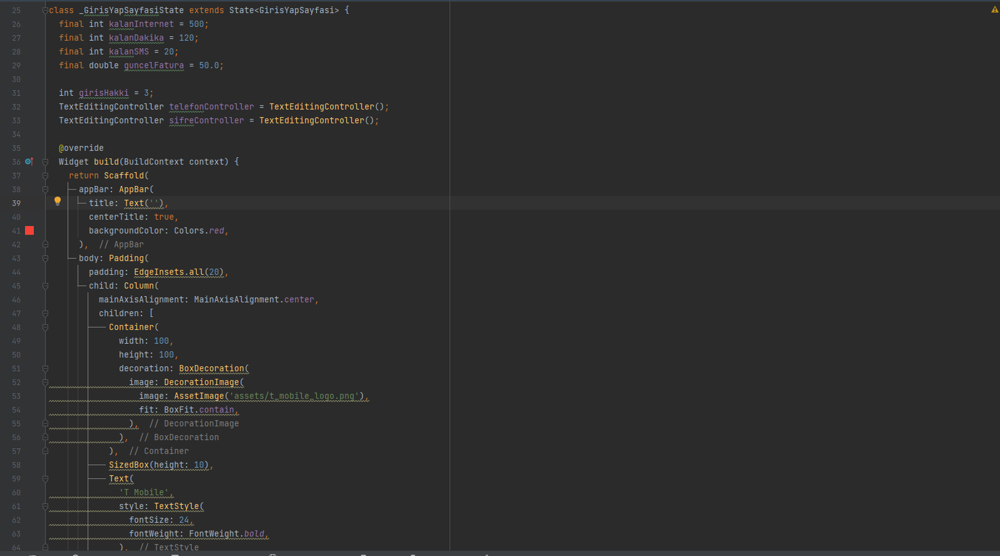 25 class _GirisYapSayfasiState extends State<GirisYapSayfasi> {
26 final int kalanInternet = 500;
27 final int kalanDakika = 120;
28 final int kalanSMS = 20;
29 final double guncelFatura = 50.0;
30
31 int girisHakki = 3;
32 TextEditingController telefonController = TextEditingController();
33 TextEditingController sifreController = TextEditingController();
34
35 @override
36 Widget build(BuildContext context) {
37 return Scaffold(
38 appBar: AppBar(
39 title: Text(''),
40 centerTitle: true,
41 backgroundColor: Colors.red,
42 ), // AppBar
43 body: Padding(
44 padding: EdgeInsets.all(20),
45 child: Column(
46 mainAxisAlignment: MainAxisAlignment.center,
47 children: [
48 Container(
49 width: 100,
50 height: 100,
51 decoration: BoxDecoration(
52 image: DecorationImage(
53 image: AssetImage('assets/t_mobile_logo.png'),
54 fit: BoxFit.contain,
55 ), // DecorationImage
56 ), // BoxDecoration
57 ), // Container
58 SizedBox(height: 10),
59 Text(
60 'T Mobile',
61 style: TextStyle(
62 fontSize: 24,
63 fontWeight: FontWeight.bold,
64 ), // TextStyle